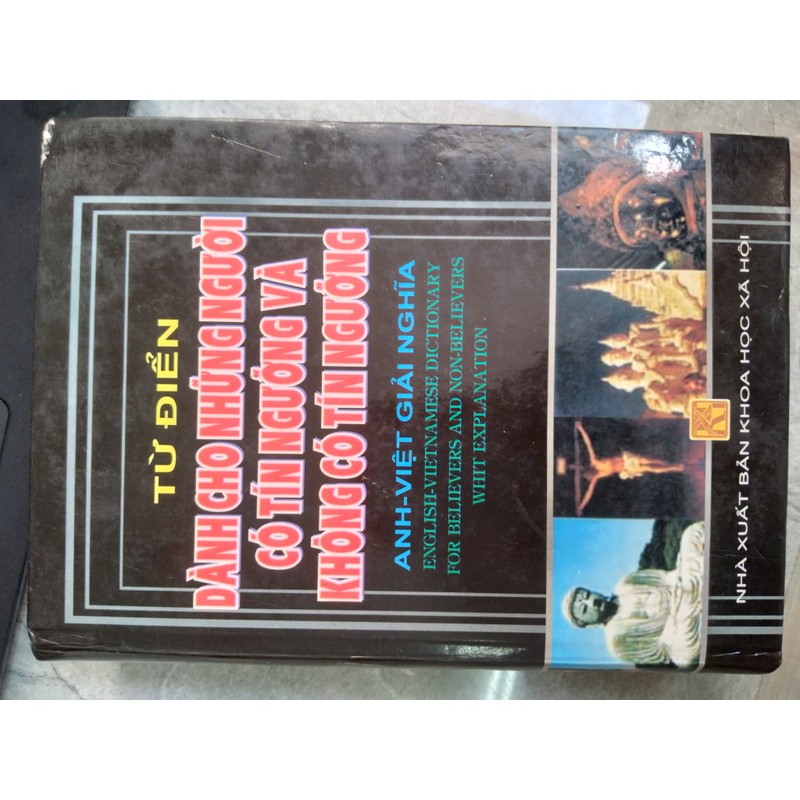 TỪ ĐIỂN
DÀNH CHO NHỮNG NGƯỜI
CÓ TÍN NGƯỠNG VÀ
KHÔNG CÓ TÍN NGƯỠNG
ANH-VIỆT GIẢI NGHĨA
ENGLISH-VIETNAMESE DICTIONARY
FOR BELIEVERS AND NON-BELIEVERS
WHIT EXPLANATION
NHÀ XUẤT BẢN KHOA HỌC XÃ HỘI